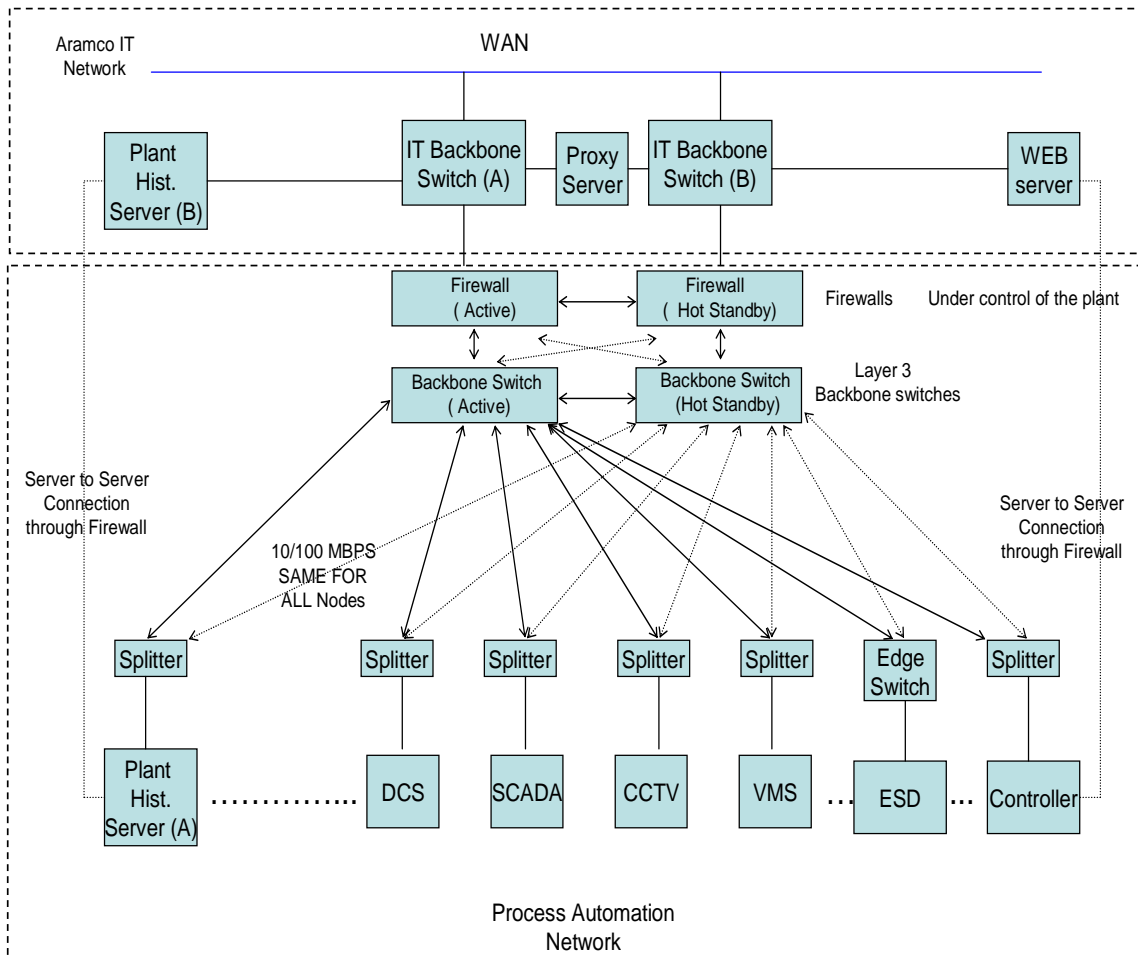 Aramco IT
Network
WAN
Plant
Hist.
Server (B)
IT Backbone
Switch (A)
Proxy
Server
IT Backbone
Switch (B)
WEB
server
Firewall
( Active)
Firewall
( Hot Standby)
Firewalls
Under control of the plant
Backbone Switch
( Active)
Backbone Switch
(Hot Standby)
Layer 3
Backbone switches
Server to Server
Connection
through Firewall
Server to Server
Connection
through Firewall
10/100 MBPS
SAME FOR
ALL Nodes
Splitter
Splitter
Splitter
Splitter
Splitter
Edge
Switch
Splitter
Plant
Hist.
Server (A)
................
DCS
SCADA
CCTV
VMS
...
ESD
...
Controller
Process Automation
Network